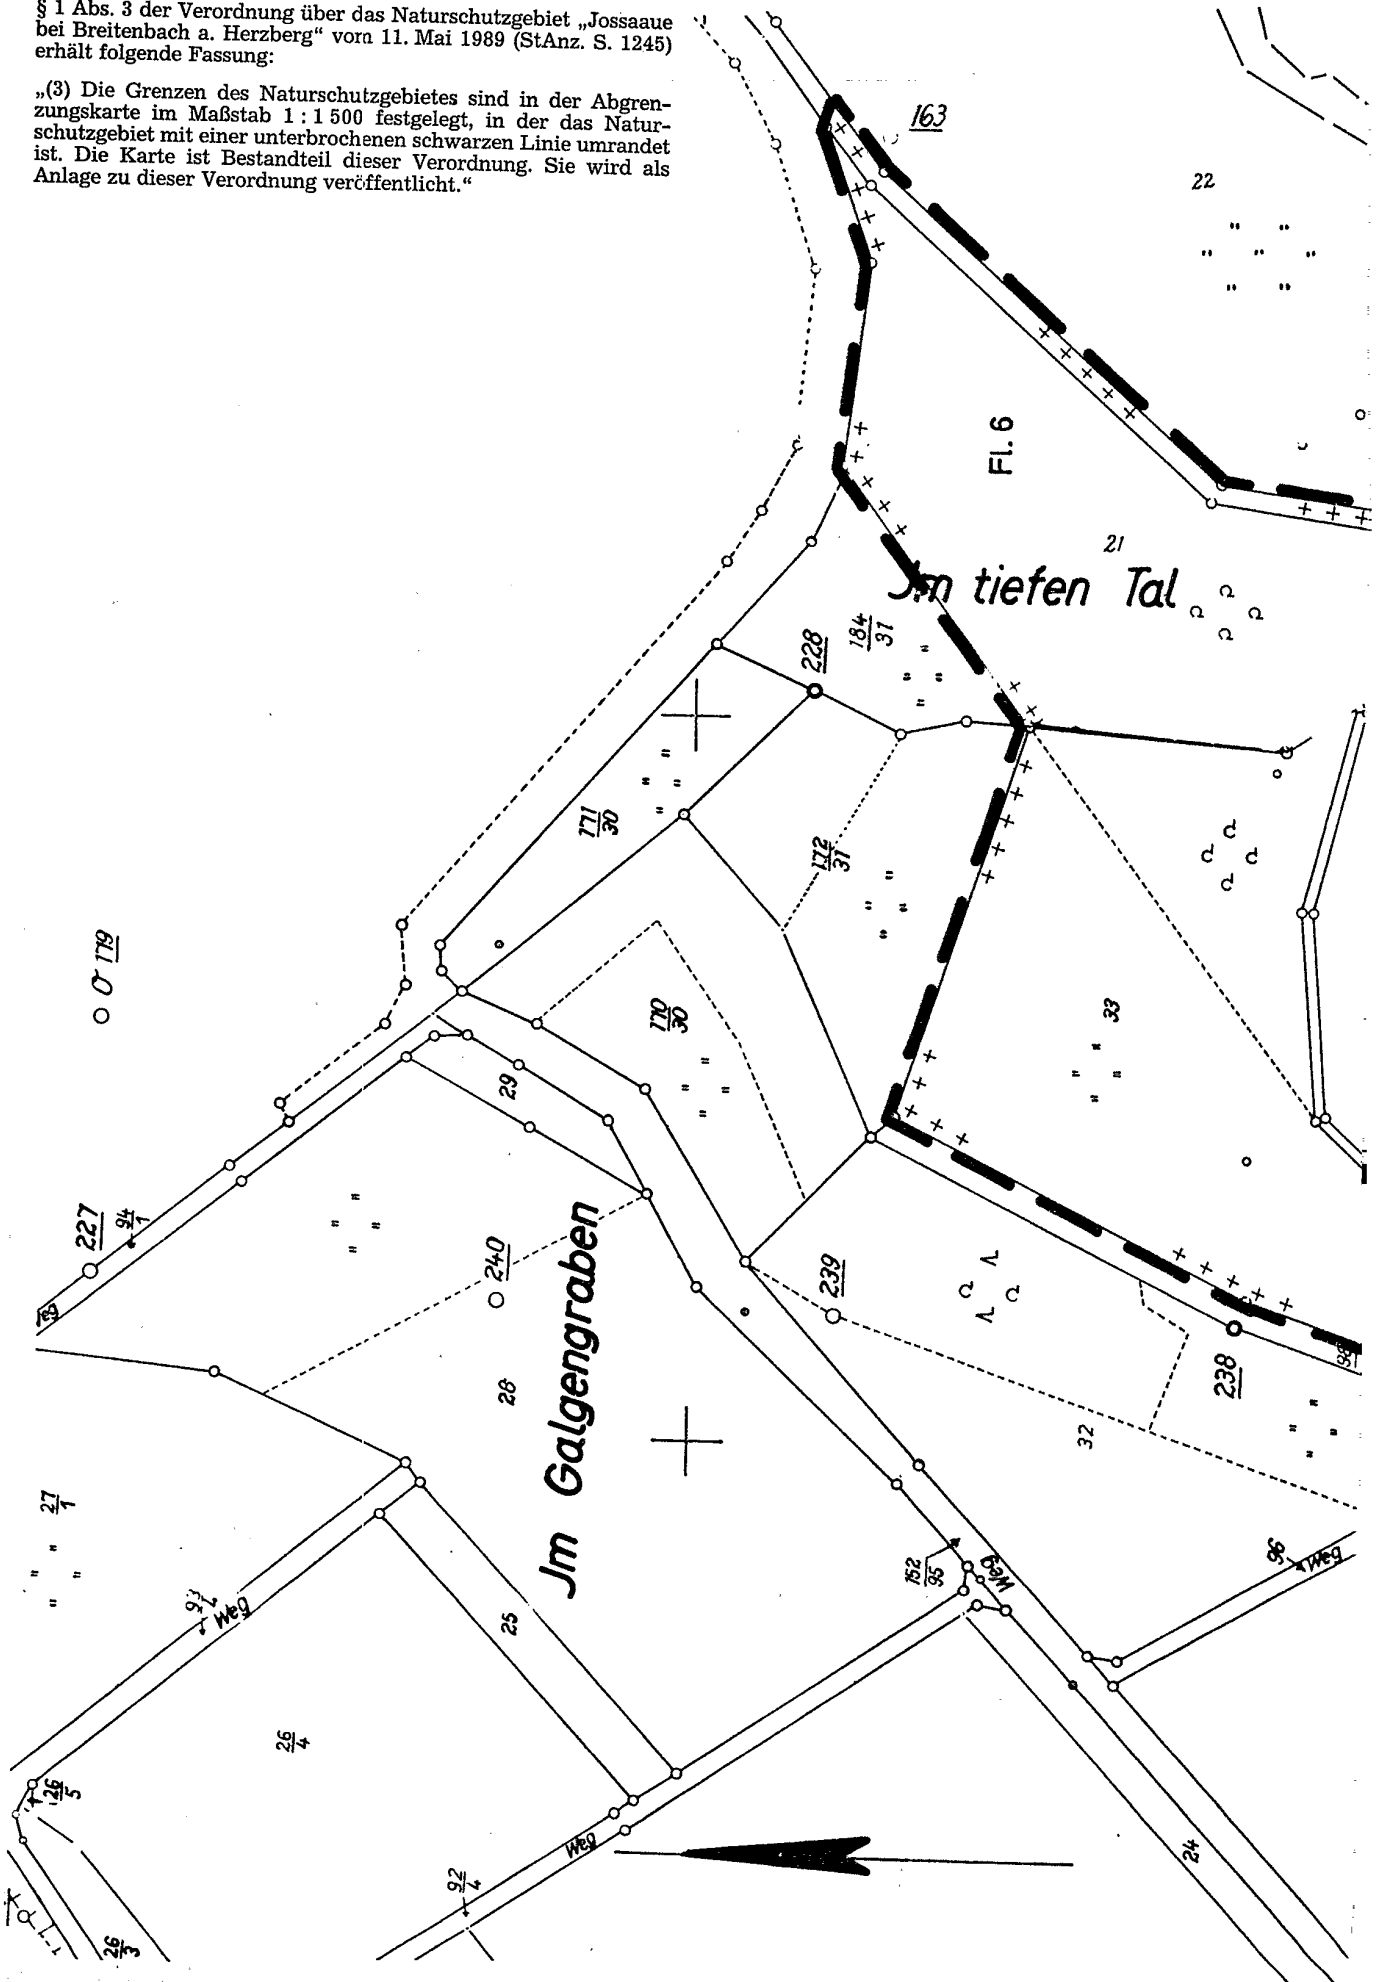 § 1 Abs. 3 der Verordnung über das Naturschutzgebiet „Jossaaue
bei Breitenbach a. Herzberg“ vom 11. Mai 1989 (StAnz. S. 1245)
erhält folgende Fassung:
„(3) Die Grenzen des Naturschutzgebietes sind in der Abgren-
zungskarte im Maßstab 1 : 1 500 festgelegt, in der das Natur-
schutzgebiet mit einer unterbrochenen schwarzen Linie umrandet
ist. Die Karte ist Bestandteil dieser Verordnung. Sie wird als
Anlage zu dieser Verordnung veröffentlicht.“
163
22
Fl. 6
21
Jm tiefen Tal
184
31
228
171
30
172
31
179
170
30
33
29
227
94
1
240
239
238
28
Jm Galgengraben
32
27
1
152
95
Weg
96
Weg
93
Weg
25
26
4
26
5
Weg
92
4
24
26
3